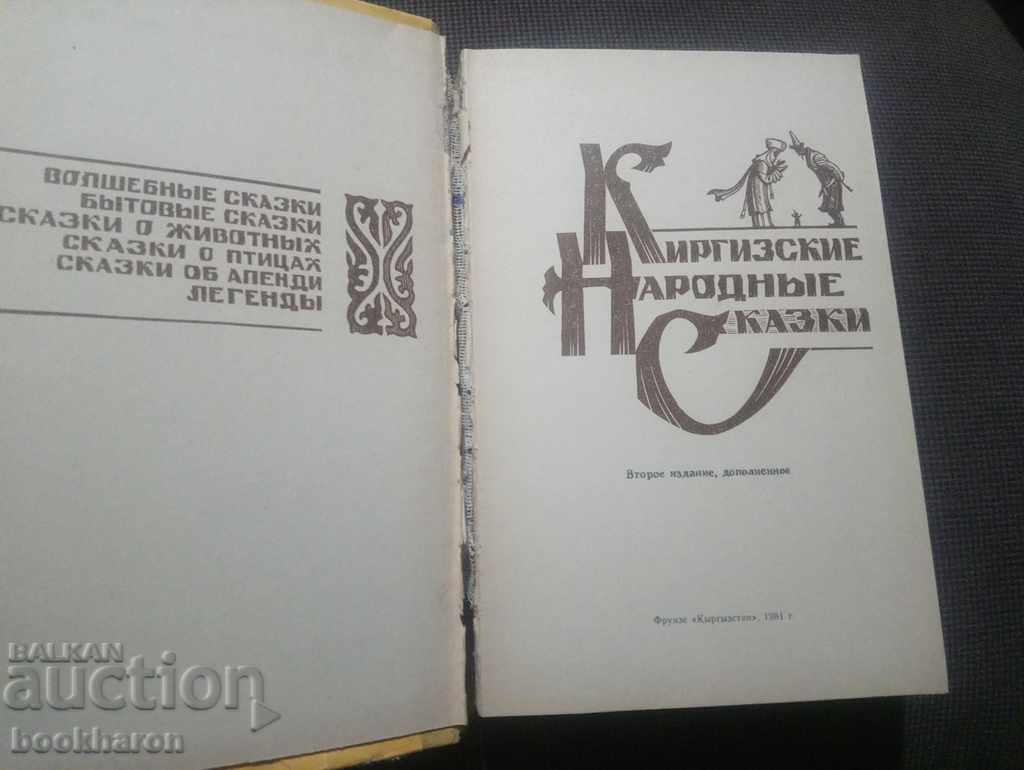 ВОЛШЕБНЫЕ СКАЗКИ
БЫТОВЫЕ СКАЗКИ
СКАЗКИ О ЖИВОТНЫХ
СКАЗКИ О ПТИЦАХ
СКАЗКИ ОБ АПЕНДИ
ЛЕГЕНДЫ
КИРГИЗСКИЕ
НАРОДНЫЕ
СКАЗКИ
Второе издание, дополненное
Фрунзе «Кыргызстан», 1981 г.
BALKAN
auction
bookharon